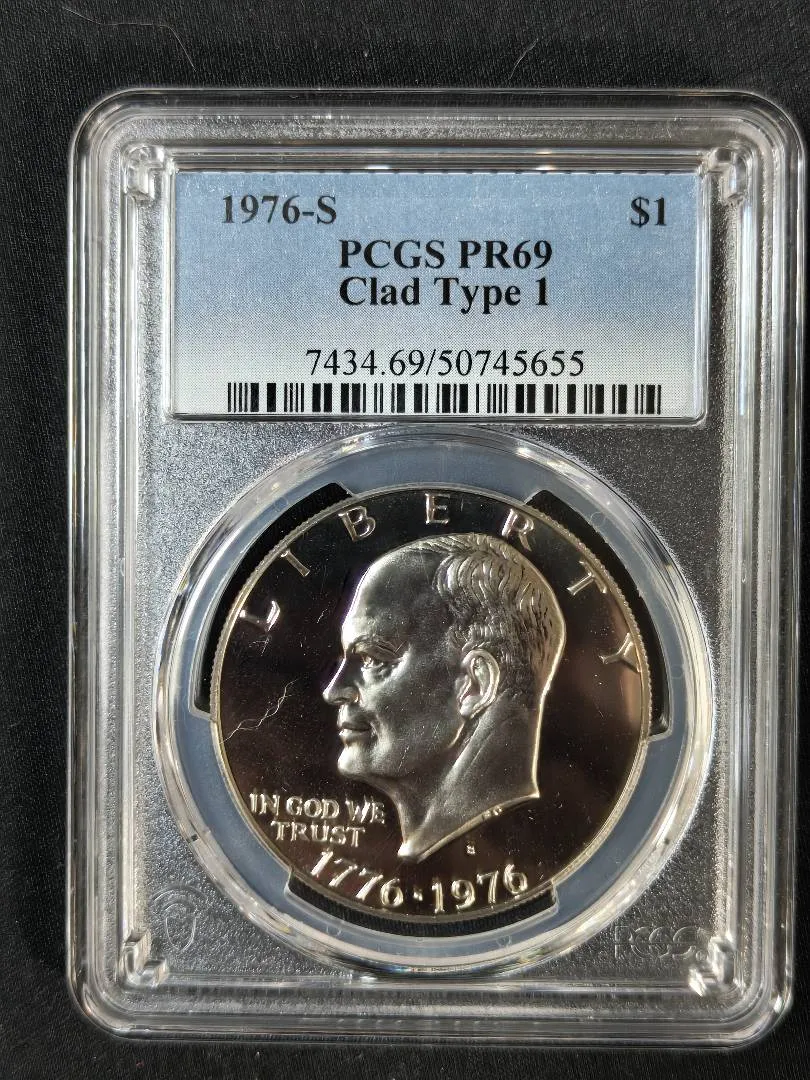 1976-S $1
PCGS PR69
Clad Type 1
7434.69/50745655
LIBERTY
IN GOD WE
TRUST
S
1776·1976
PCGS